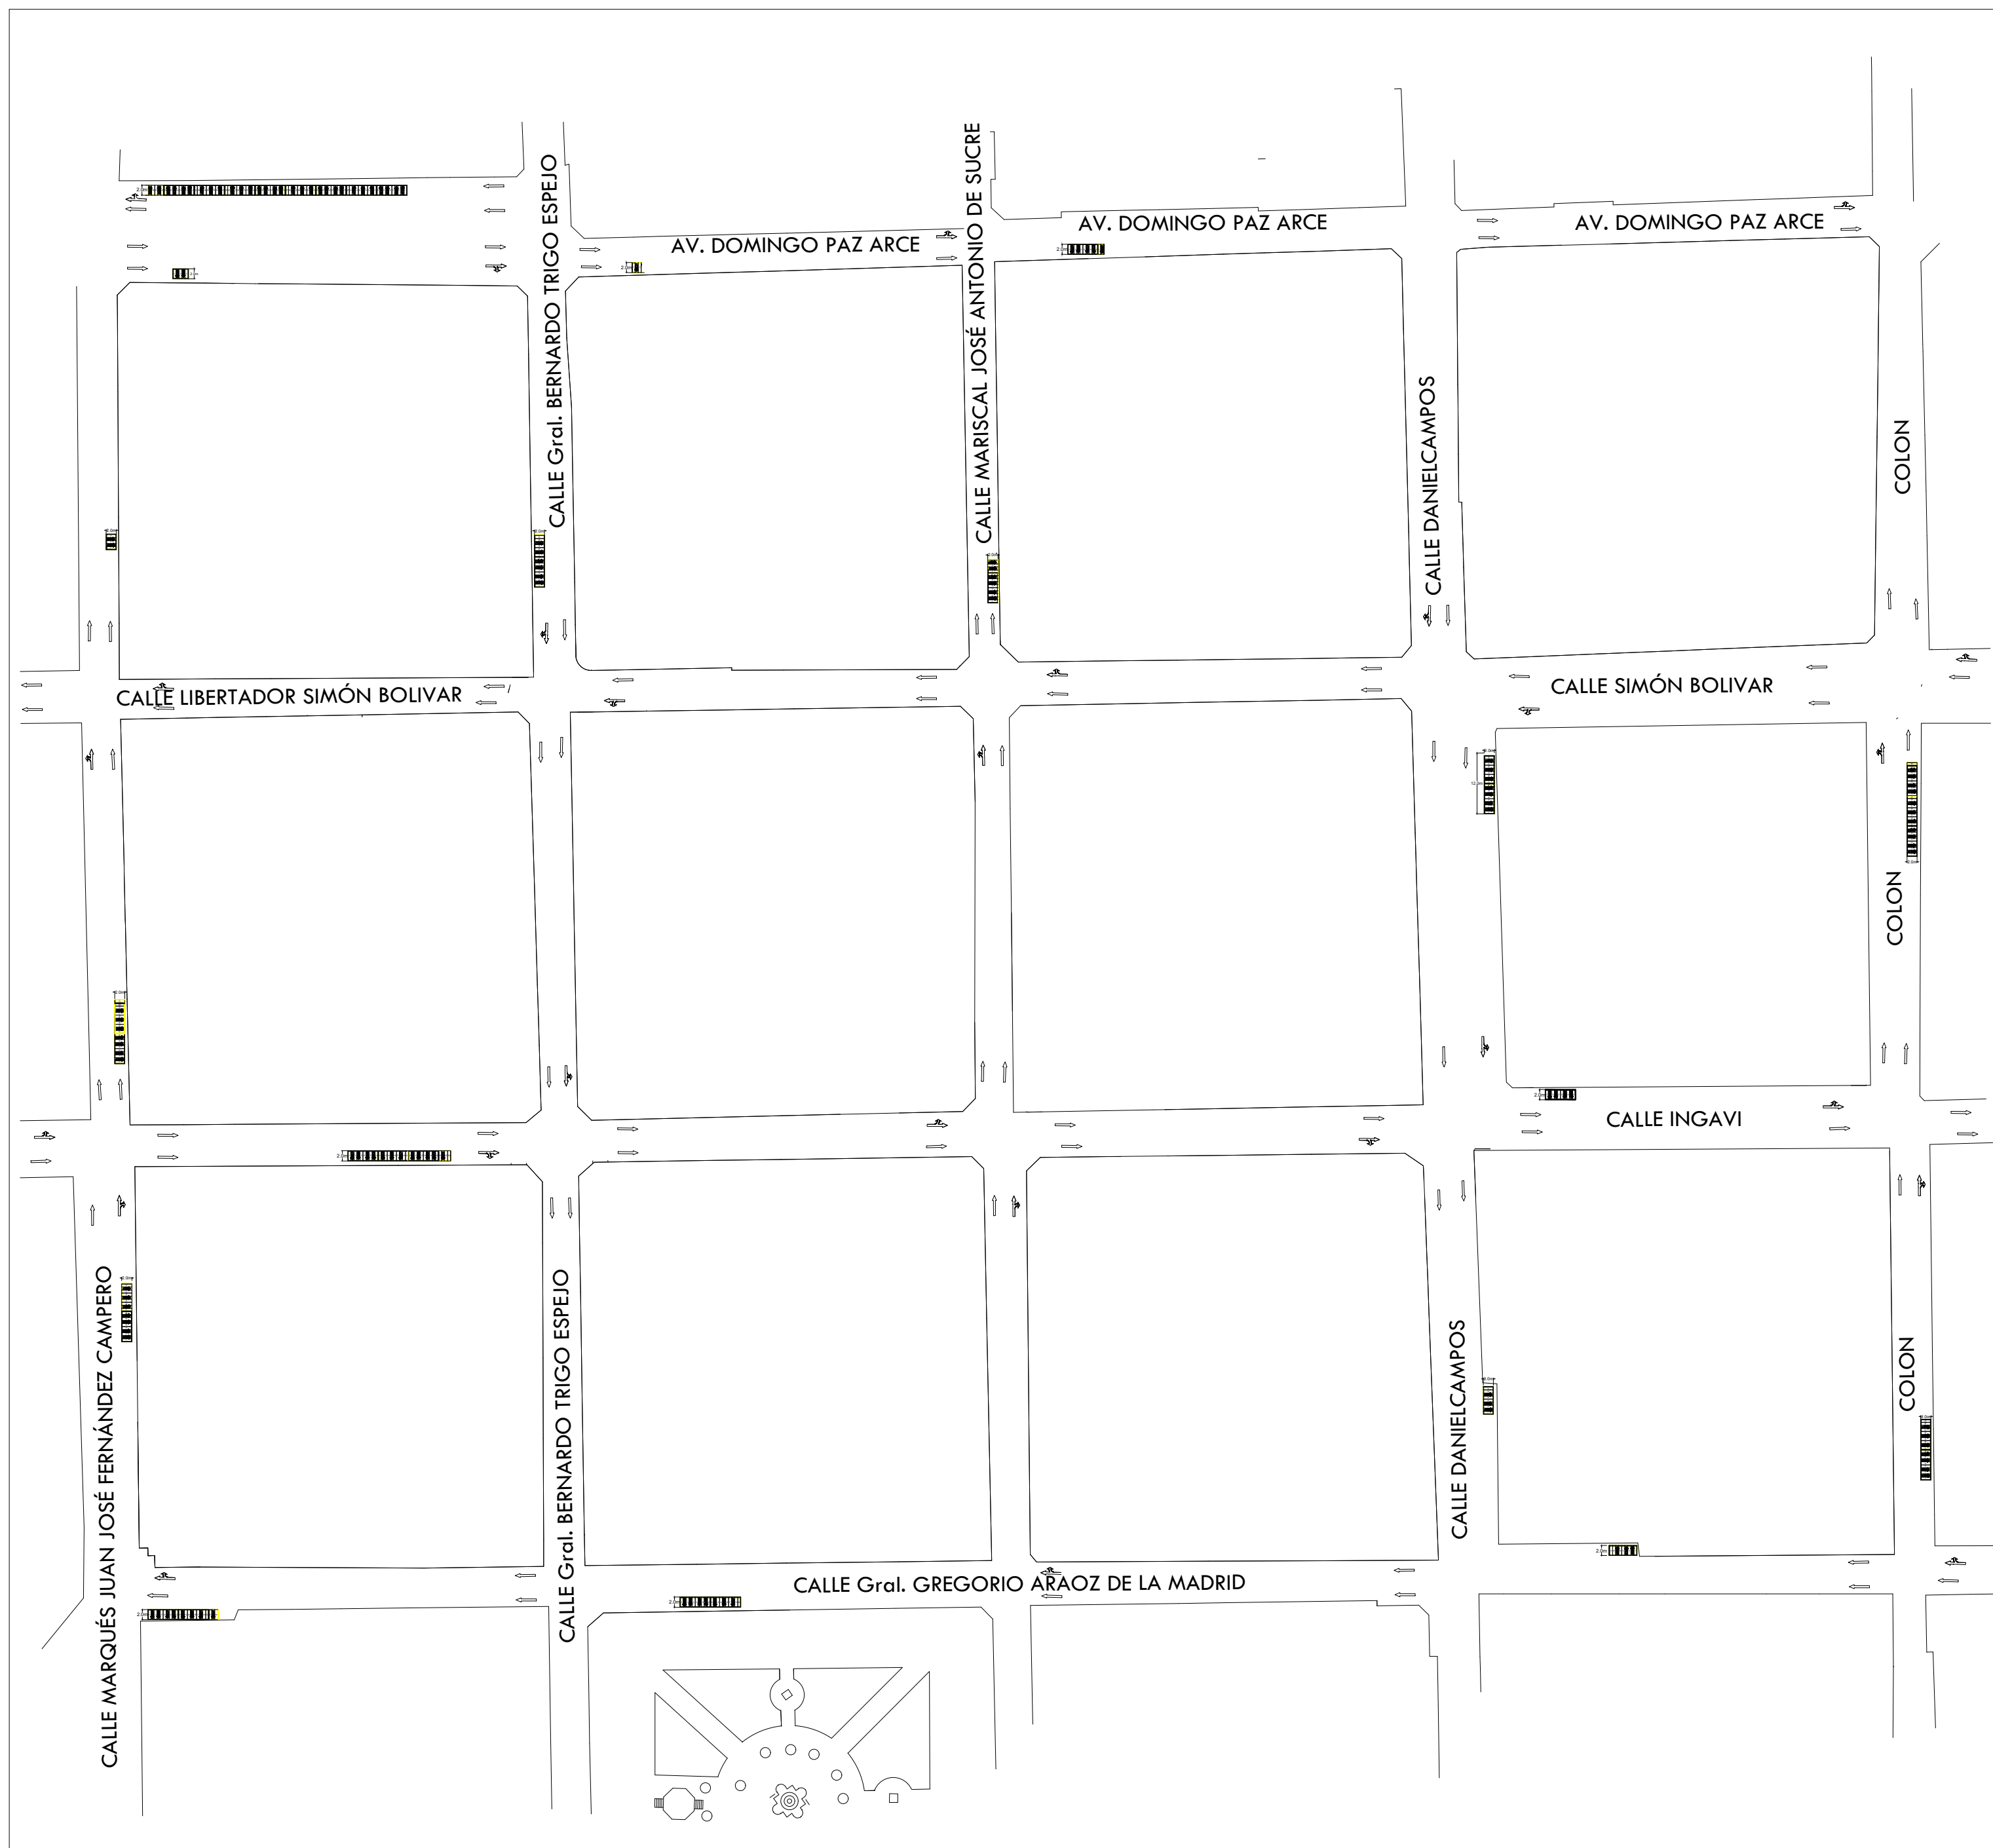 CALLE Gral. BERNARDO TRIGO ESPEJO
CALLE MARISCAL JOSÉ ANTONIO DE SUCRE
AV. DOMINGO PAZ ARCE
AV. DOMINGO PAZ ARCE
AV. DOMINGO PAZ ARCE
CALLE DANIELCAMPOS
COLON
CALLE LIBERTADOR SIMÓN BOLIVAR
CALLE SIMÓN BOLIVAR
COLON
CALLE INGAVI
CALLE MARQUÉS JUAN JOSÉ FERNÁNDEZ CAMPERO
CALLE Gral. BERNARDO TRIGO ESPEJO
CALLE DANIELCAMPOS
COLON
CALLE Gral. GREGORIO ARAOZ DE LA MADRID